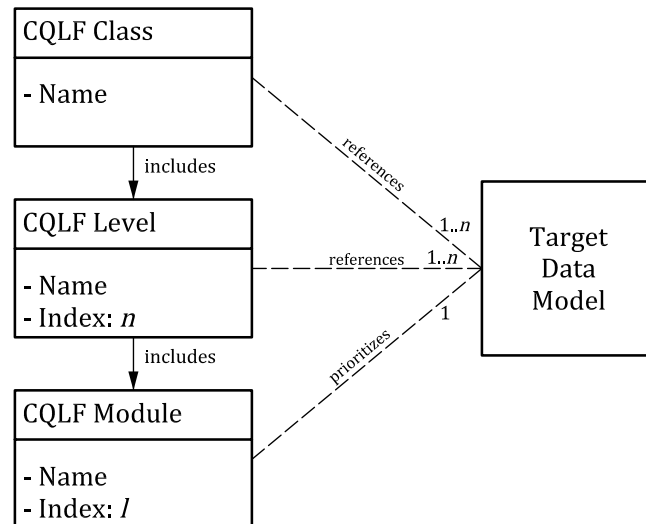 CQLF Class
- Name
includes
references
1..n
CQLF Level
- Name
- Index: n
references
1..n
Target
Data
Model
includes
prioritizes
1
CQLF Module
- Name
- Index: l